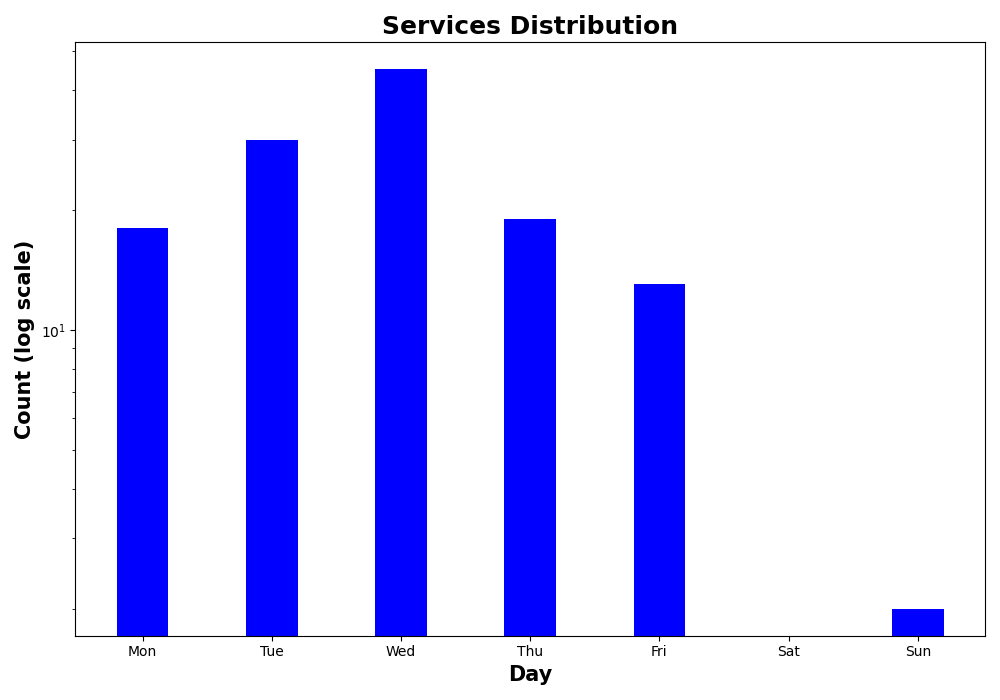 Services Distribution
Count (log scale)
10¹
Mon Tue Wed Thu Fri Sat Sun
Day